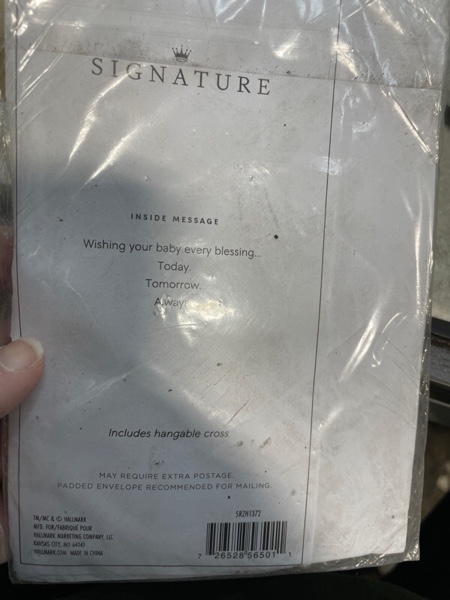 SIGNATURE
INSIDE MESSAGE
Wishing your baby every blessing...
Today.
Tomorrow.
Includes hangable cross
MAY REQUIRE EXTRA POSTAGE.
PADDED ENVELOPE RECOMMENDED FOR MAILING.
5RZH1372
TM/MC & © HALLMARK
MFD. FOR/FABRIQUÉ POUR
HALLMARK MARKETING COMPANY, LLC
KANSAS CITY, MO 64141
HALLMARK.COM MADE IN CHINA
7 26528 56501 1